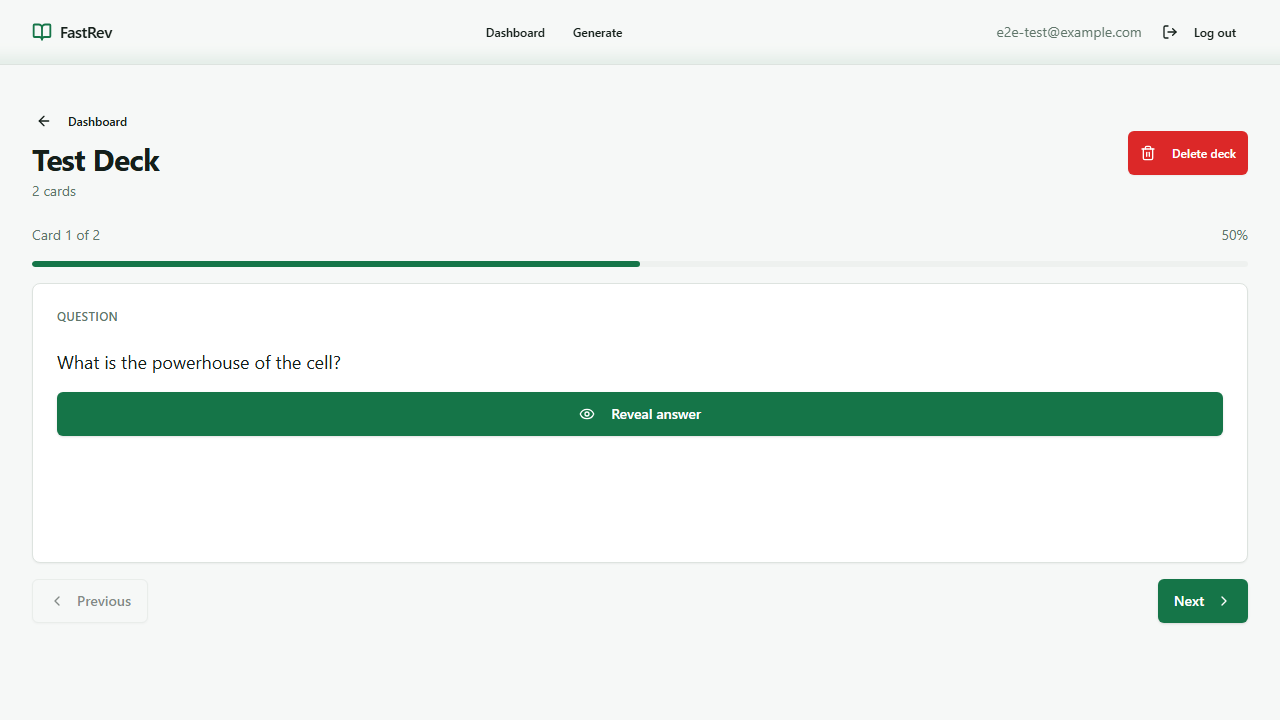 FastRev
Dashboard
Generate
e2e-test@example.com
Log out
Dashboard
Test Deck
2 cards
Delete deck
Card 1 of 2
50%
QUESTION
What is the powerhouse of the cell?
Reveal answer
Previous
Next